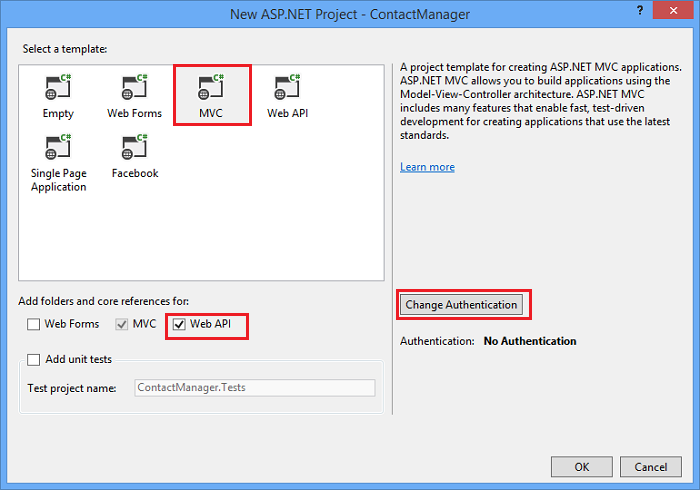 New ASP.NET Project - ContactManager
? x
Select a template:
C# C# C# C#
Empty Web Forms MVC Web API
C# C#
Single Page
Application
Facebook
A project template for creating ASP.NET MVC applications.
ASP.NET MVC allows you to build applications using the
Model-View-Controller architecture. ASP.NET MVC
includes many features that enable fast, test-driven
development for creating applications that use the latest
standards.
Learn more
Add folders and core references for:
Web Forms MVC Web API
Add unit tests
Test project name: ContactManager.Tests
Change Authentication
Authentication: No Authentication
OK Cancel